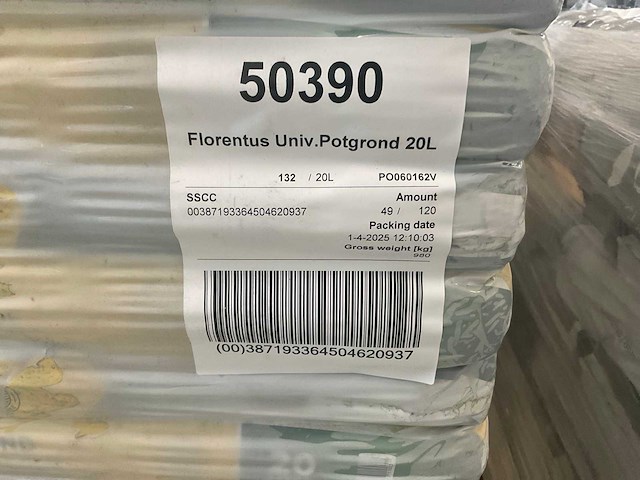 50390
Florentus Univ.Potgrond 20L
132 / 20L PO060162V
SSCC Amount
00387193364504620937 49 / 120
Packing date
1-4-2025 12:10:03
Gross weight [kg]
980
(00)387193364504620937